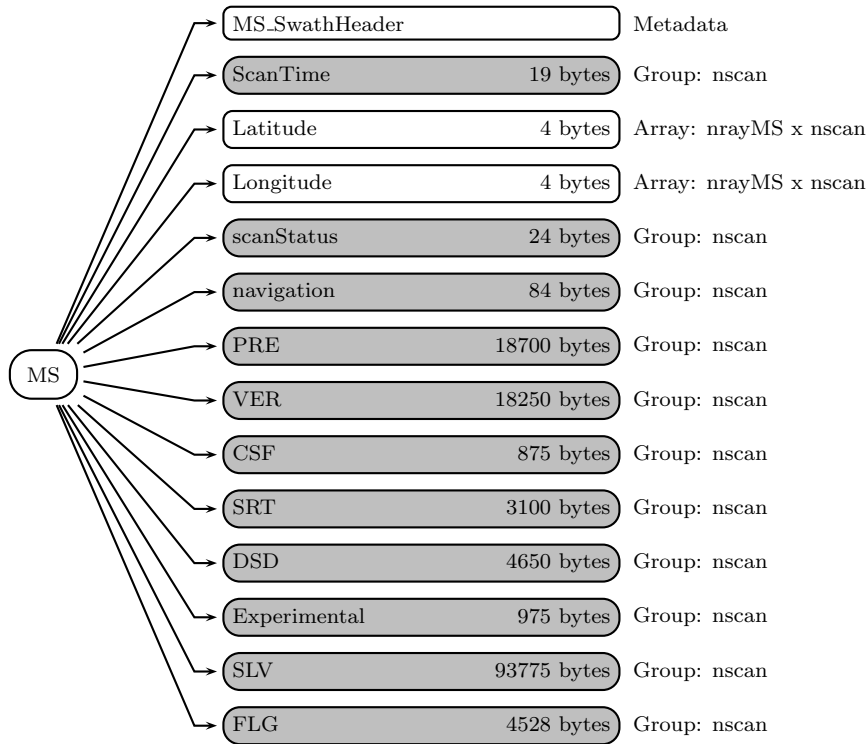 MS_SwathHeader Metadata
ScanTime 19 bytes Group: nscan
Latitude 4 bytes Array: nrayMS x nscan
Longitude 4 bytes Array: nrayMS x nscan
scanStatus 24 bytes Group: nscan
navigation 84 bytes Group: nscan
PRE 18700 bytes Group: nscan
MS
VER 18250 bytes Group: nscan
CSF 875 bytes Group: nscan
SRT 3100 bytes Group: nscan
DSD 4650 bytes Group: nscan
Experimental 975 bytes Group: nscan
SLV 93775 bytes Group: nscan
FLG 4528 bytes Group: nscan